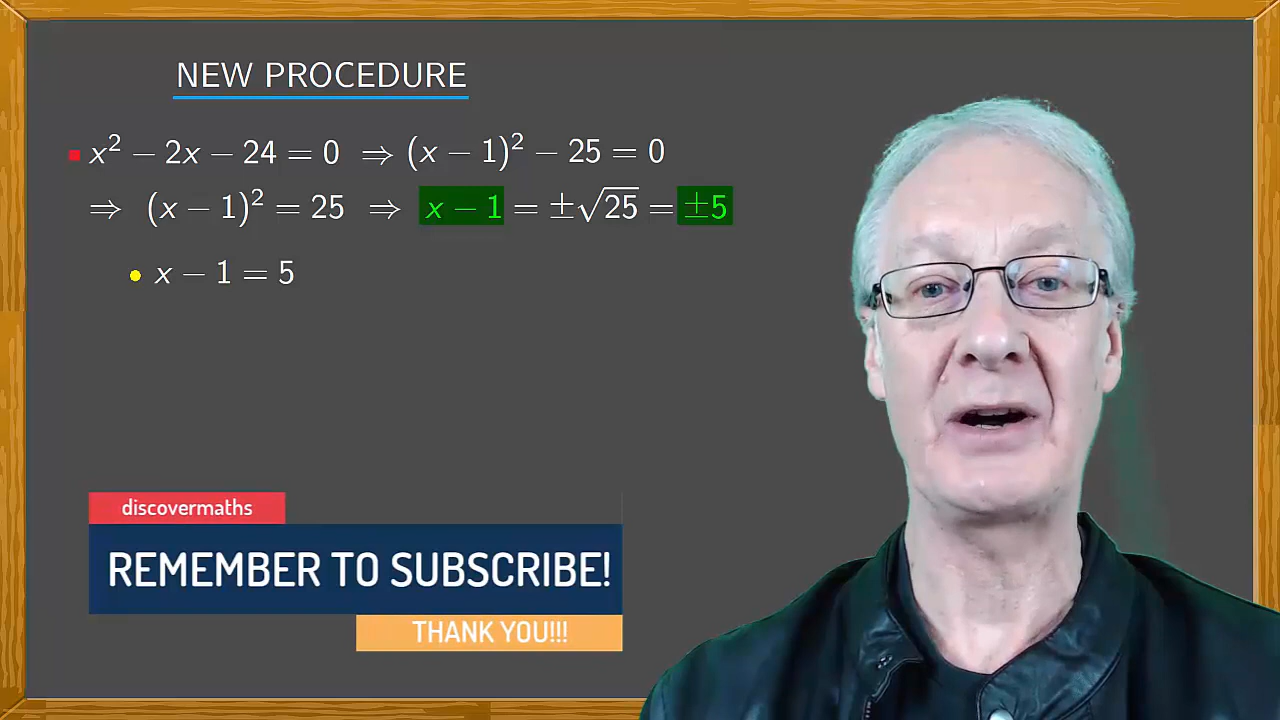 NEW PROCEDURE
x² − 2x − 24 = 0 ⇒ (x − 1)² − 25 = 0
⇒ (x − 1)² = 25 ⇒ x − 1 = ±√25 = ±5
x − 1 = 5
discovermaths
REMEMBER TO SUBSCRIBE!
THANK YOU!!!